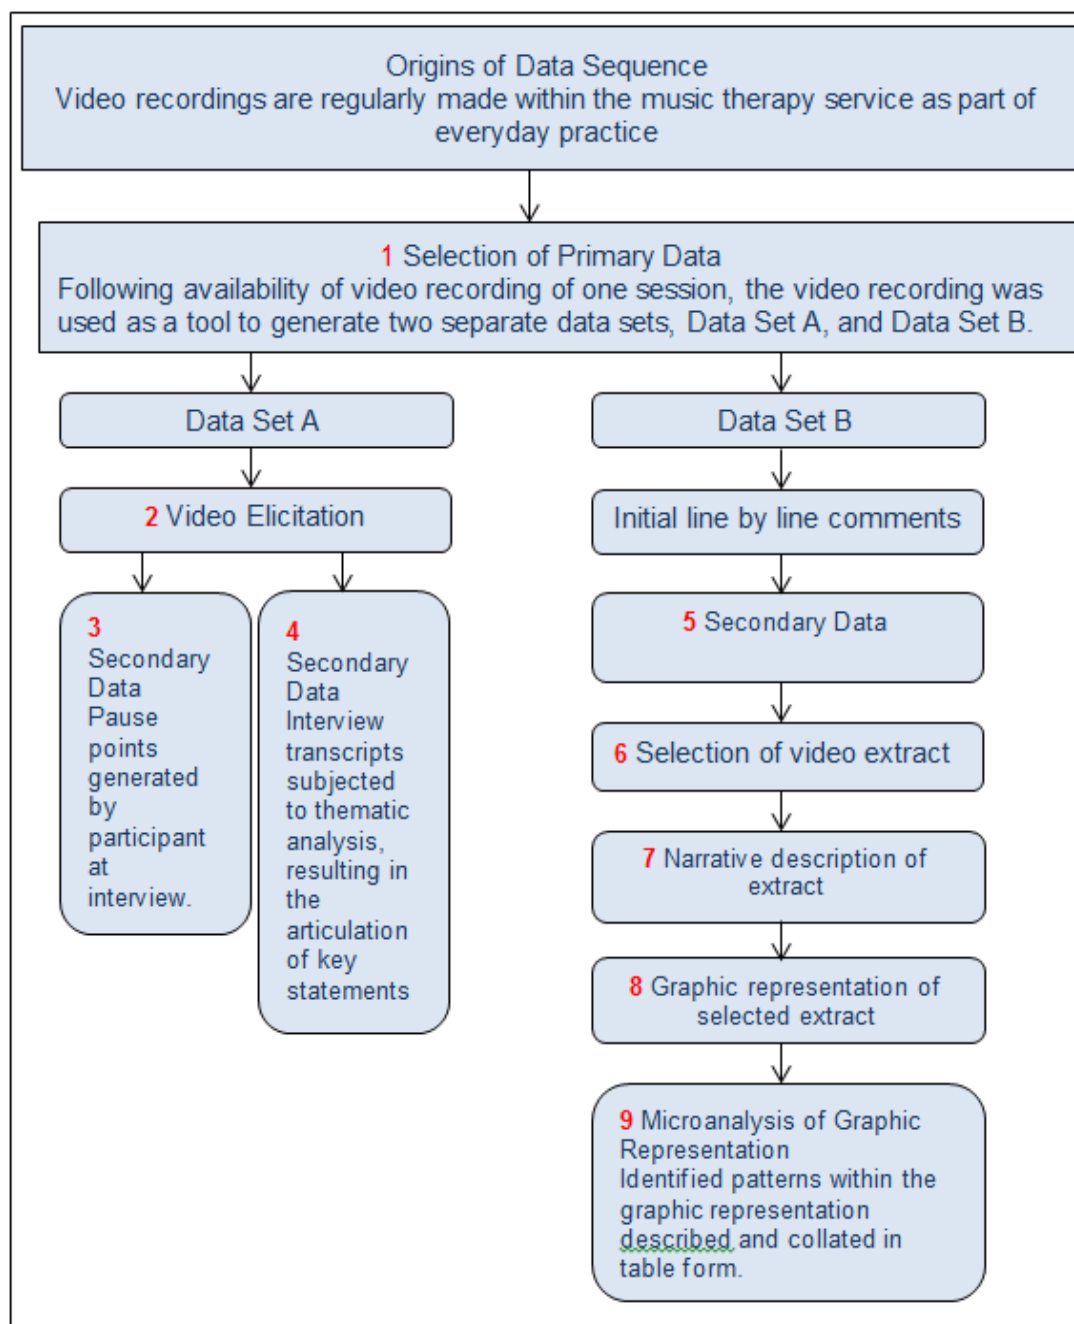 Origins of Data Sequence
Video recordings are regularly made within the music therapy service as part of
everyday practice
1 Selection of Primary Data
Following availability of video recording of one session, the video recording was
used as a tool to generate two separate data sets, Data Set A, and Data Set B.
Data Set A
2 Video Elicitation
3
Secondary
Data
Pause
points
generated
by
participant
at
interview.
4
Secondary
Data
Interview
transcripts
subjected
to thematic
analysis,
resulting in
the
articulation
of key
statements
Data Set B
Initial line by line comments
5 Secondary Data
6 Selection of video extract
7 Narrative description of
extract
8 Graphic representation of
selected extract
9 Microanalysis of Graphic
Representation
Identified patterns within the
graphic representation
described and collated in
table form.